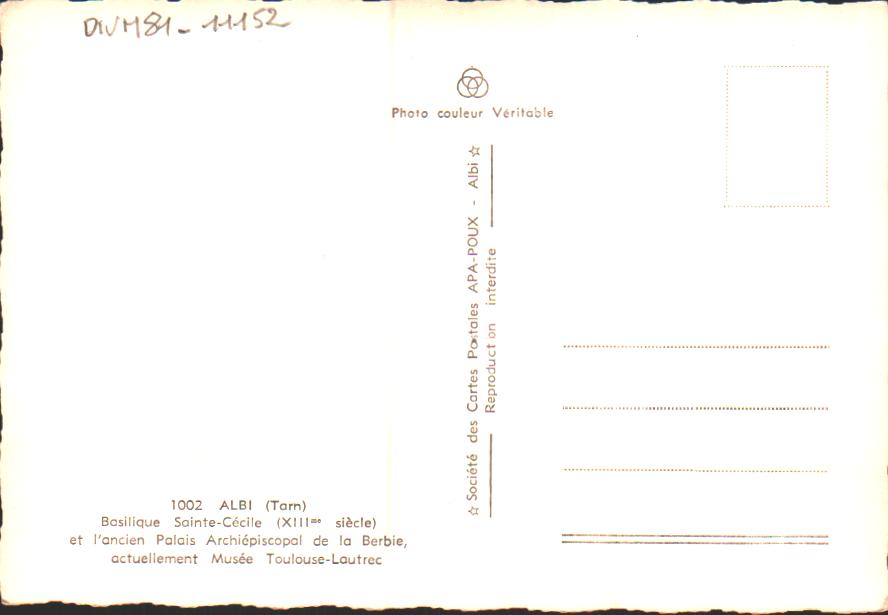 DIVM81-11152
Photo couleur Véritable
☆ Société des Cartes Postales APA-POUX - Albi ☆
Reproduction interdite
1002 ALBI (Tarn)
Basilique Sainte-Cécile (XIIIᵐᵉ siècle)
et l'ancien Palais Archiépiscopal de la Berbie,
actuellement Musée Toulouse-Lautrec